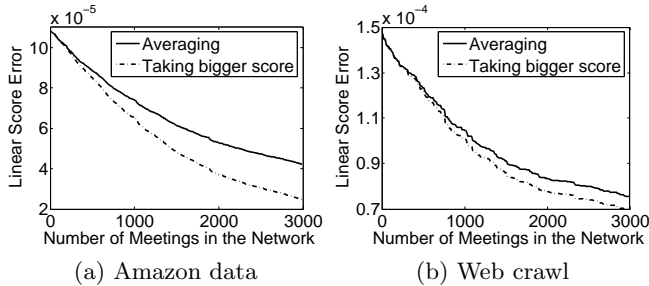 x 10⁻⁵
10
8
6
4
2
Linear Score Error
Averaging
Taking bigger score
0 1000 2000 3000
Number of Meetings in the Network
(a) Amazon data
x 10⁻⁴
1.5
1.3
1.1
0.9
0.7
Linear Score Error
Averaging
Taking bigger score
0 1000 2000 3000
Number of Meetings in the Network
(b) Web crawl